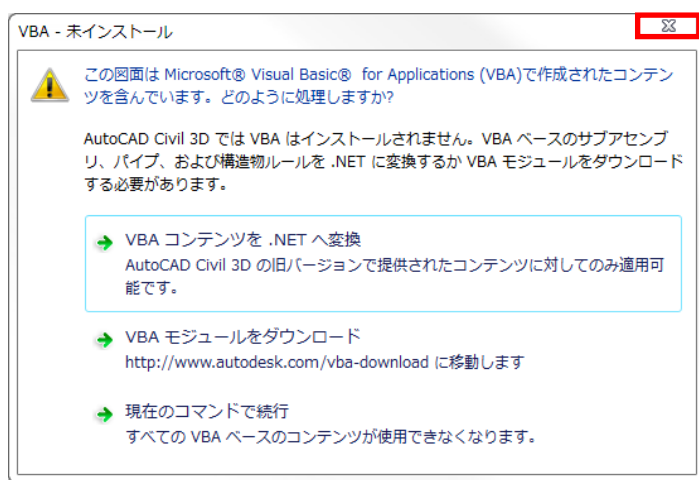 VBA - 未インストール
この図面は Microsoft® Visual Basic® for Applications (VBA)で作成されたコンテン
ツを含んでいます。どのように処理しますか?
AutoCAD Civil 3D では VBA はインストールされません。VBA ベースのサブアセンブ
リ、パイプ、および構造物ルールを .NET に変換するか VBA モジュールをダウンロード
する必要があります。
VBA コンテンツを .NET へ変換
AutoCAD Civil 3D の旧バージョンで提供されたコンテンツに対してのみ適用可
能です。
VBA モジュールをダウンロード
http://www.autodesk.com/vba-download に移動します
現在のコマンドで続行
すべての VBA ベースのコンテンツが使用できなくなります。